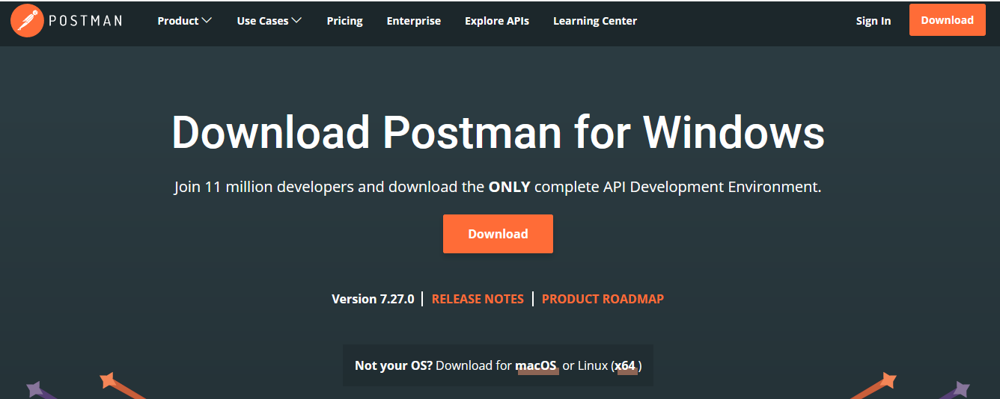 POSTMAN Product Use Cases Pricing Enterprise Explore APIs Learning Center Sign In Download
Download Postman for Windows
Join 11 million developers and download the ONLY complete API Development Environment.
Download
Version 7.27.0 | RELEASE NOTES | PRODUCT ROADMAP
Not your OS? Download for macOS or Linux (x64)